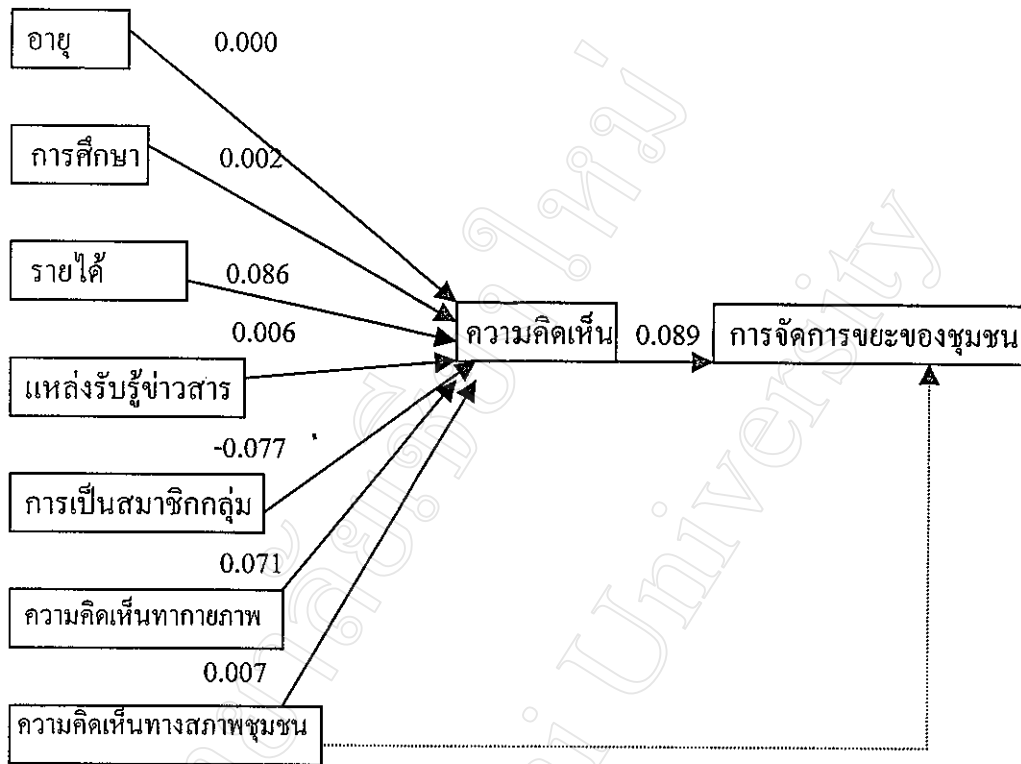 อายุ 0.000
การศึกษา 0.002
รายได้ 0.086
0.006
ความคิดเห็น 0.089 การจัดการขยะของชุมชน
แหล่งรับรู้ข่าวสาร
-0.077
การเป็นสมาชิกกลุ่ม
0.071
ความคิดเห็นทากายภาพ
0.007
ความคิดเห็นทางสภาพชุมชน
University